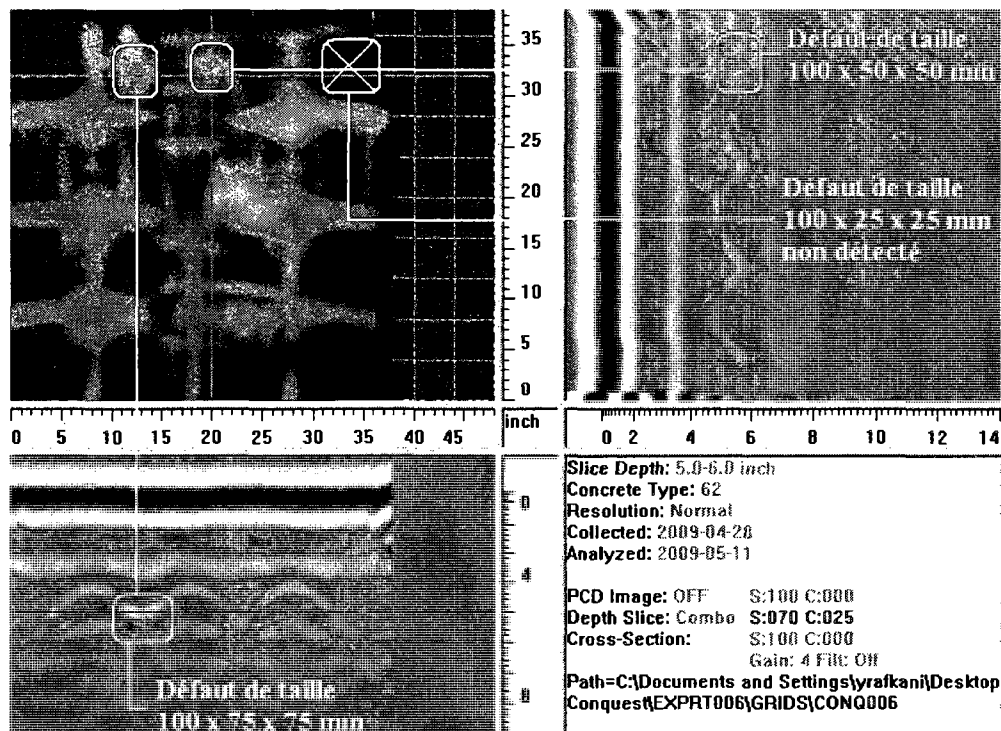 35
30
25
20
15
10
5
0
Défaut de taille
100 x 50 x 50 mm
Défaut de taille
100 x 25 x 25 mm
non détecté
0 5 10 15 20 25 30 35 40 45
inch
0 2 4 6 8 10 12 14
0
4
8
Défaut de taille
100 x 75 x 75 mm
Slice Depth: 5.0-6.0 inch
Concrete Type: 62
Resolution: Normal
Collected: 2009-04-28
Analyzed: 2009-05-11
PCD Image: OFF S:100 C:000
Depth Slice: Combo S:070 C:025
Cross-Section: S:100 C:000
Gain: 4 Filt: Off
Path=C:\Documents and Settings\yrafkani\Desktop
Conquest\EXPRT006\GRIDS\CONQ006